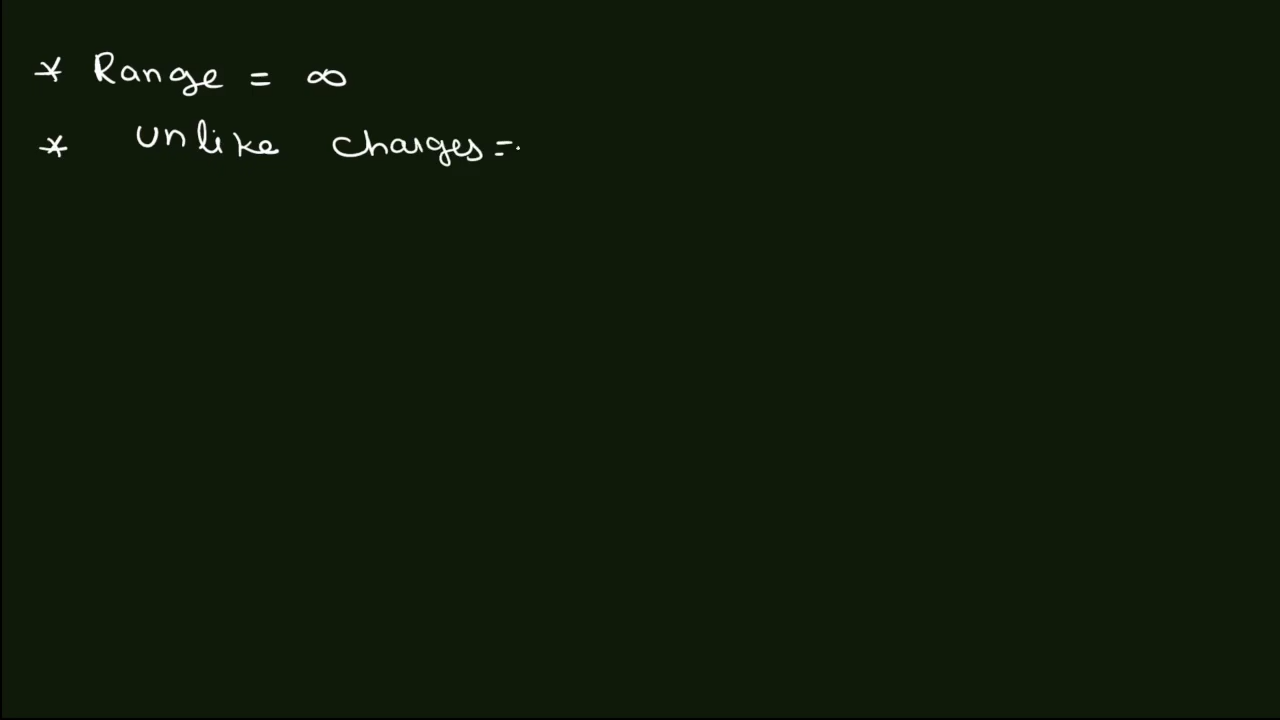 * Range = ∞
* unlike charges =